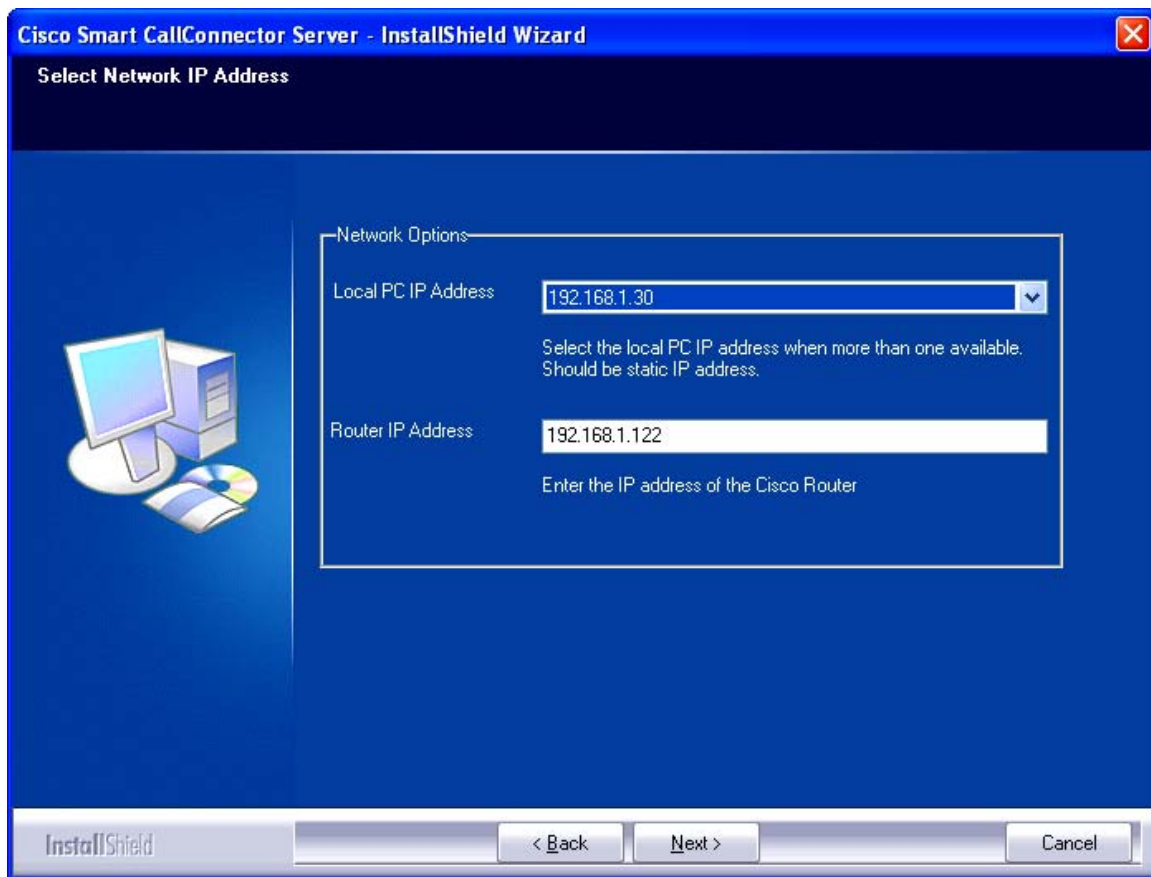 Cisco Smart CallConnector Server - InstallShield Wizard
Select Network IP Address
Network Options
Local PC IP Address
192.168.1.30
Select the local PC IP address when more than one available.
Should be static IP address.
Router IP Address
192.168.1.122
Enter the IP address of the Cisco Router
InstallShield
< Back
Next >
Cancel